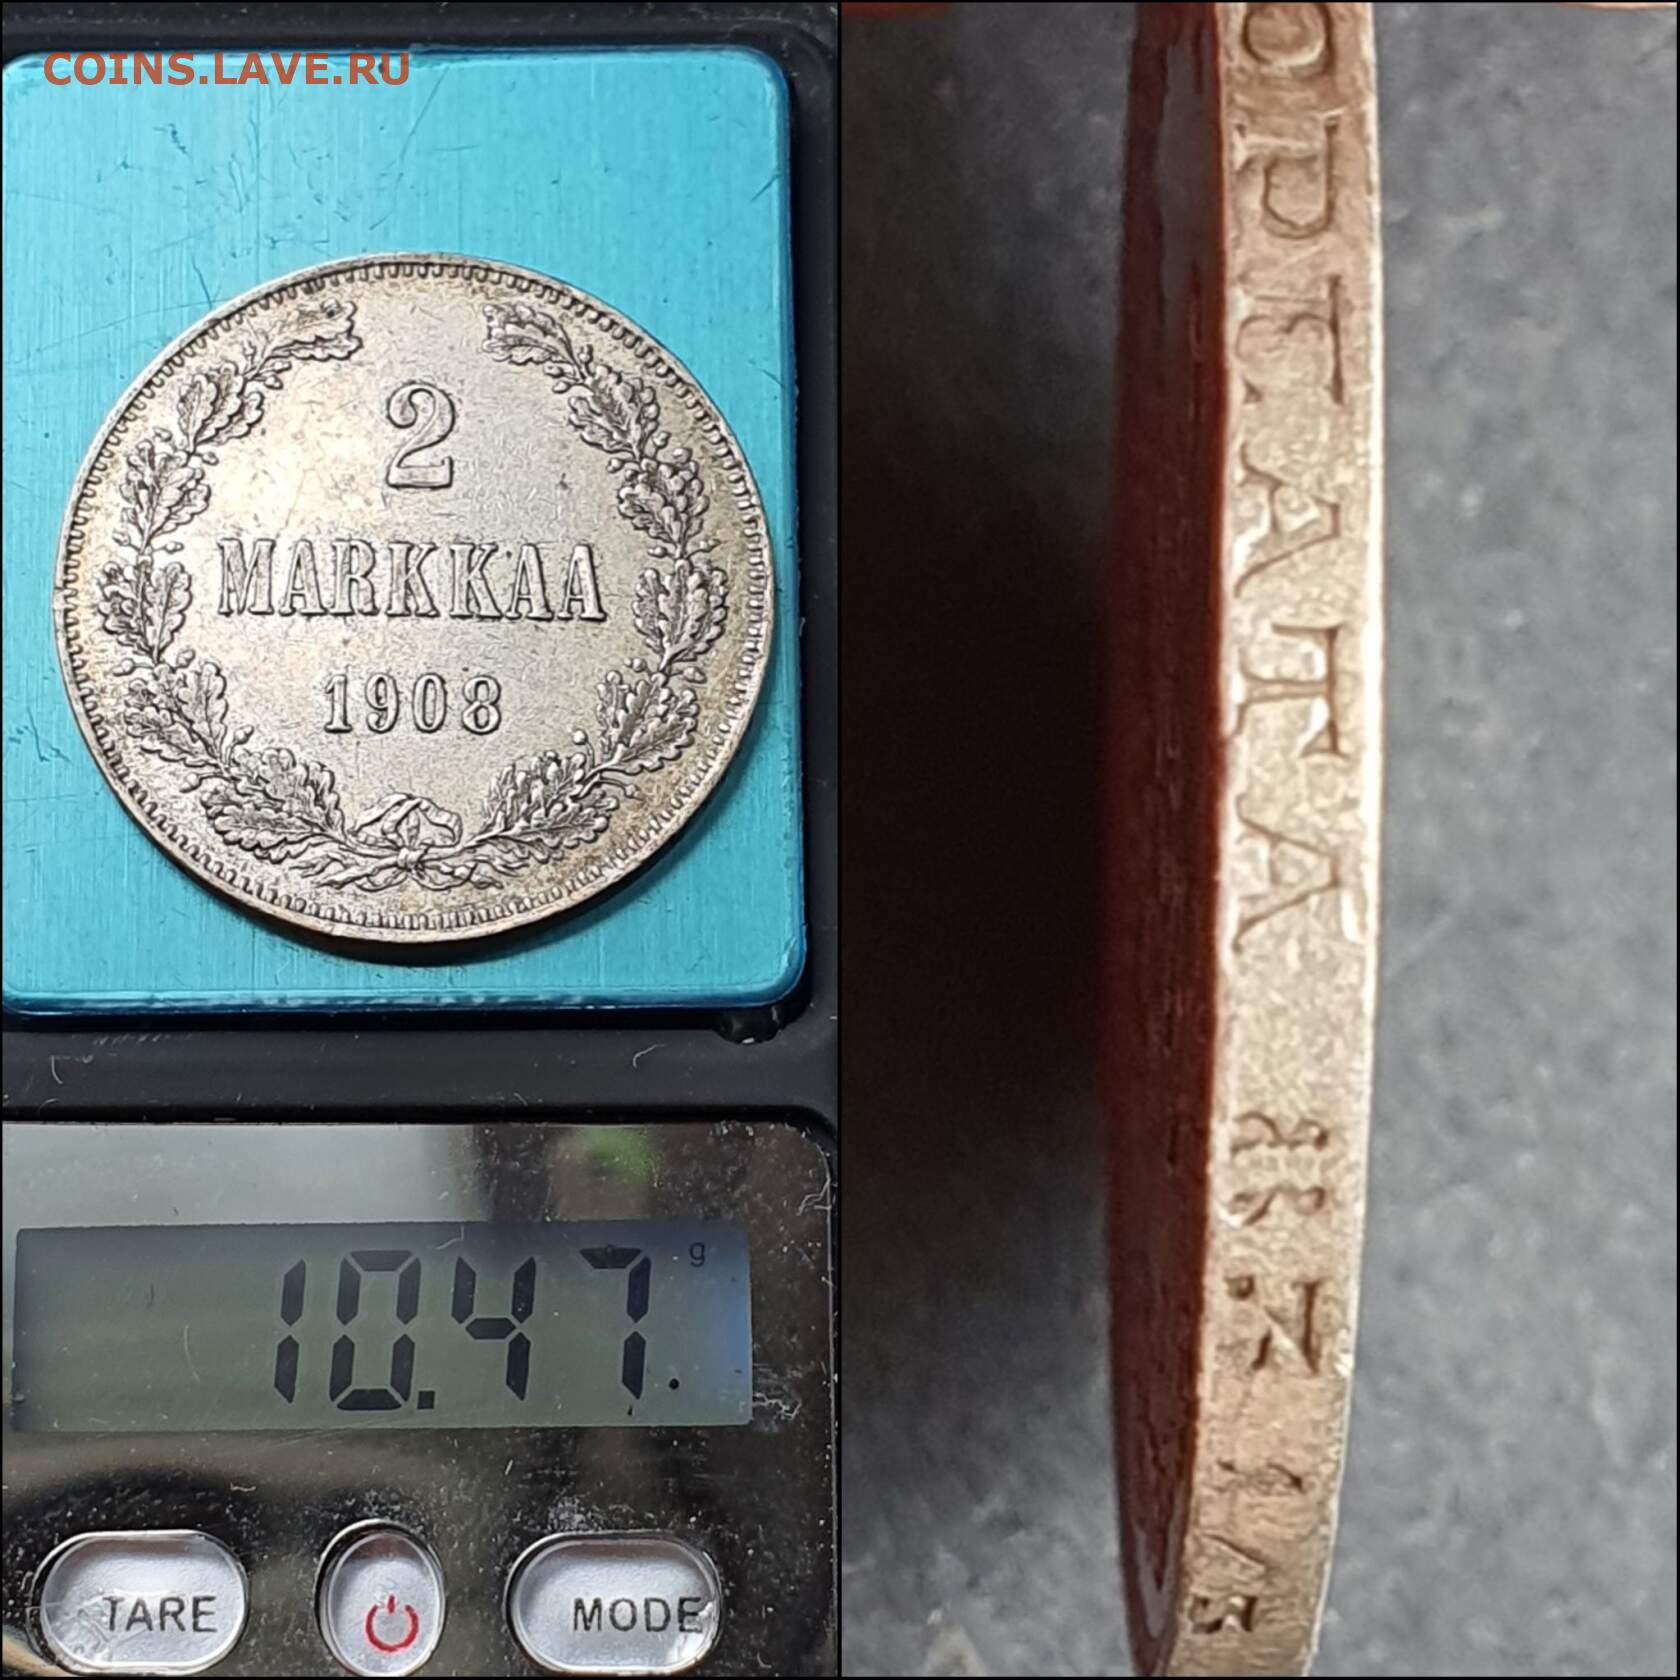 COINS.LAVE.RU
2
MARKKAA
1908
10.47 g
TARE
MODE